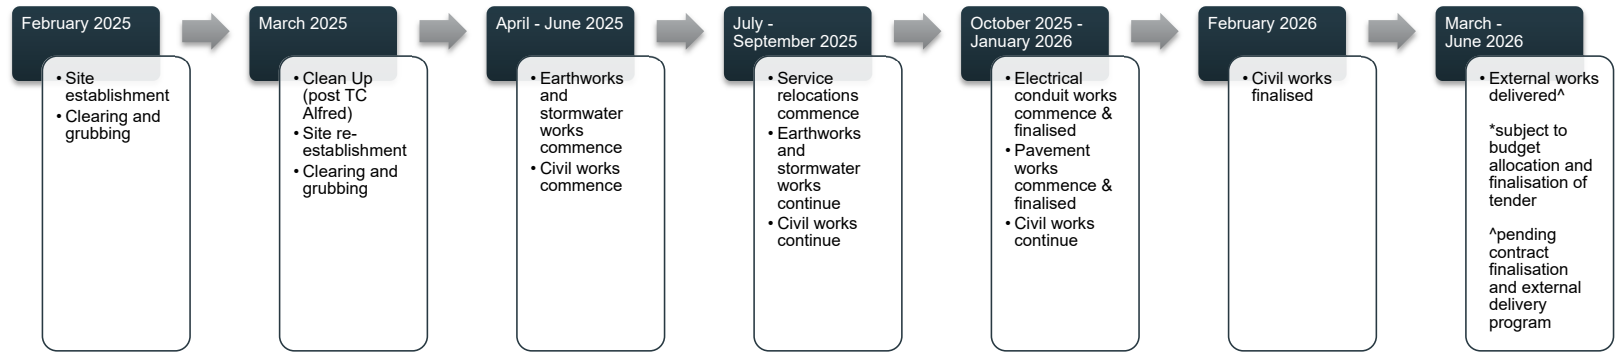 February 2025
• Site
establishment
• Clearing and
grubbing
March 2025
• Clean Up
(post TC
Alfred)
• Site re-
establishment
• Clearing and
grubbing
April - June 2025
• Earthworks
and
stormwater
works
commence
• Civil works
commence
July -
September 2025
• Service
relocations
commence
• Earthworks
and
stormwater
works
continue
• Civil works
continue
October 2025 -
January 2026
• Electrical
conduit works
commence &
finalised
• Pavement
works
commence &
finalised
• Civil works
continue
February 2026
• Civil works
finalised
March -
June 2026
• External works
delivered^
*subject to
budget
allocation and
finalisation of
tender
^pending
contract
finalisation
and external
delivery
program